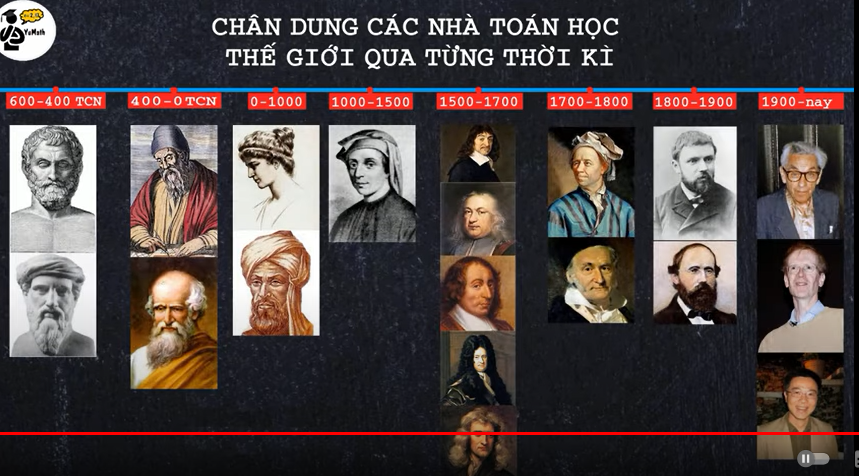 YaMath
CHÂN DUNG CÁC NHÀ TOÁN HỌC
THẾ GIỚI QUA TỪNG THỜI KÌ
600-400 TCN
400-0 TCN
0-1000
1000-1500
1500-1700
1700-1800
1800-1900
1900-nay